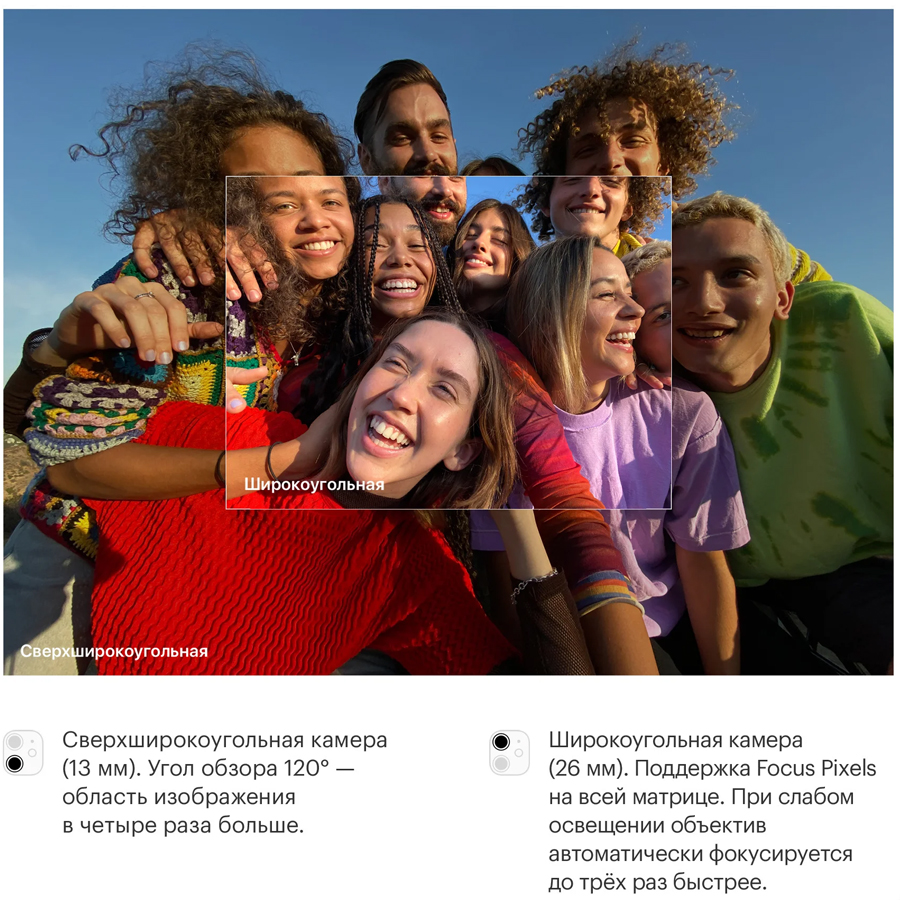 Широкоугольная
Сверхширокоугольная
Сверхширокоугольная камера
(13 мм). Угол обзора 120° —
область изображения
в четыре раза больше.
Широкоугольная камера
(26 мм). Поддержка Focus Pixels
на всей матрице. При слабом
освещении объектив
автоматически фокусируется
до трёх раз быстрее.